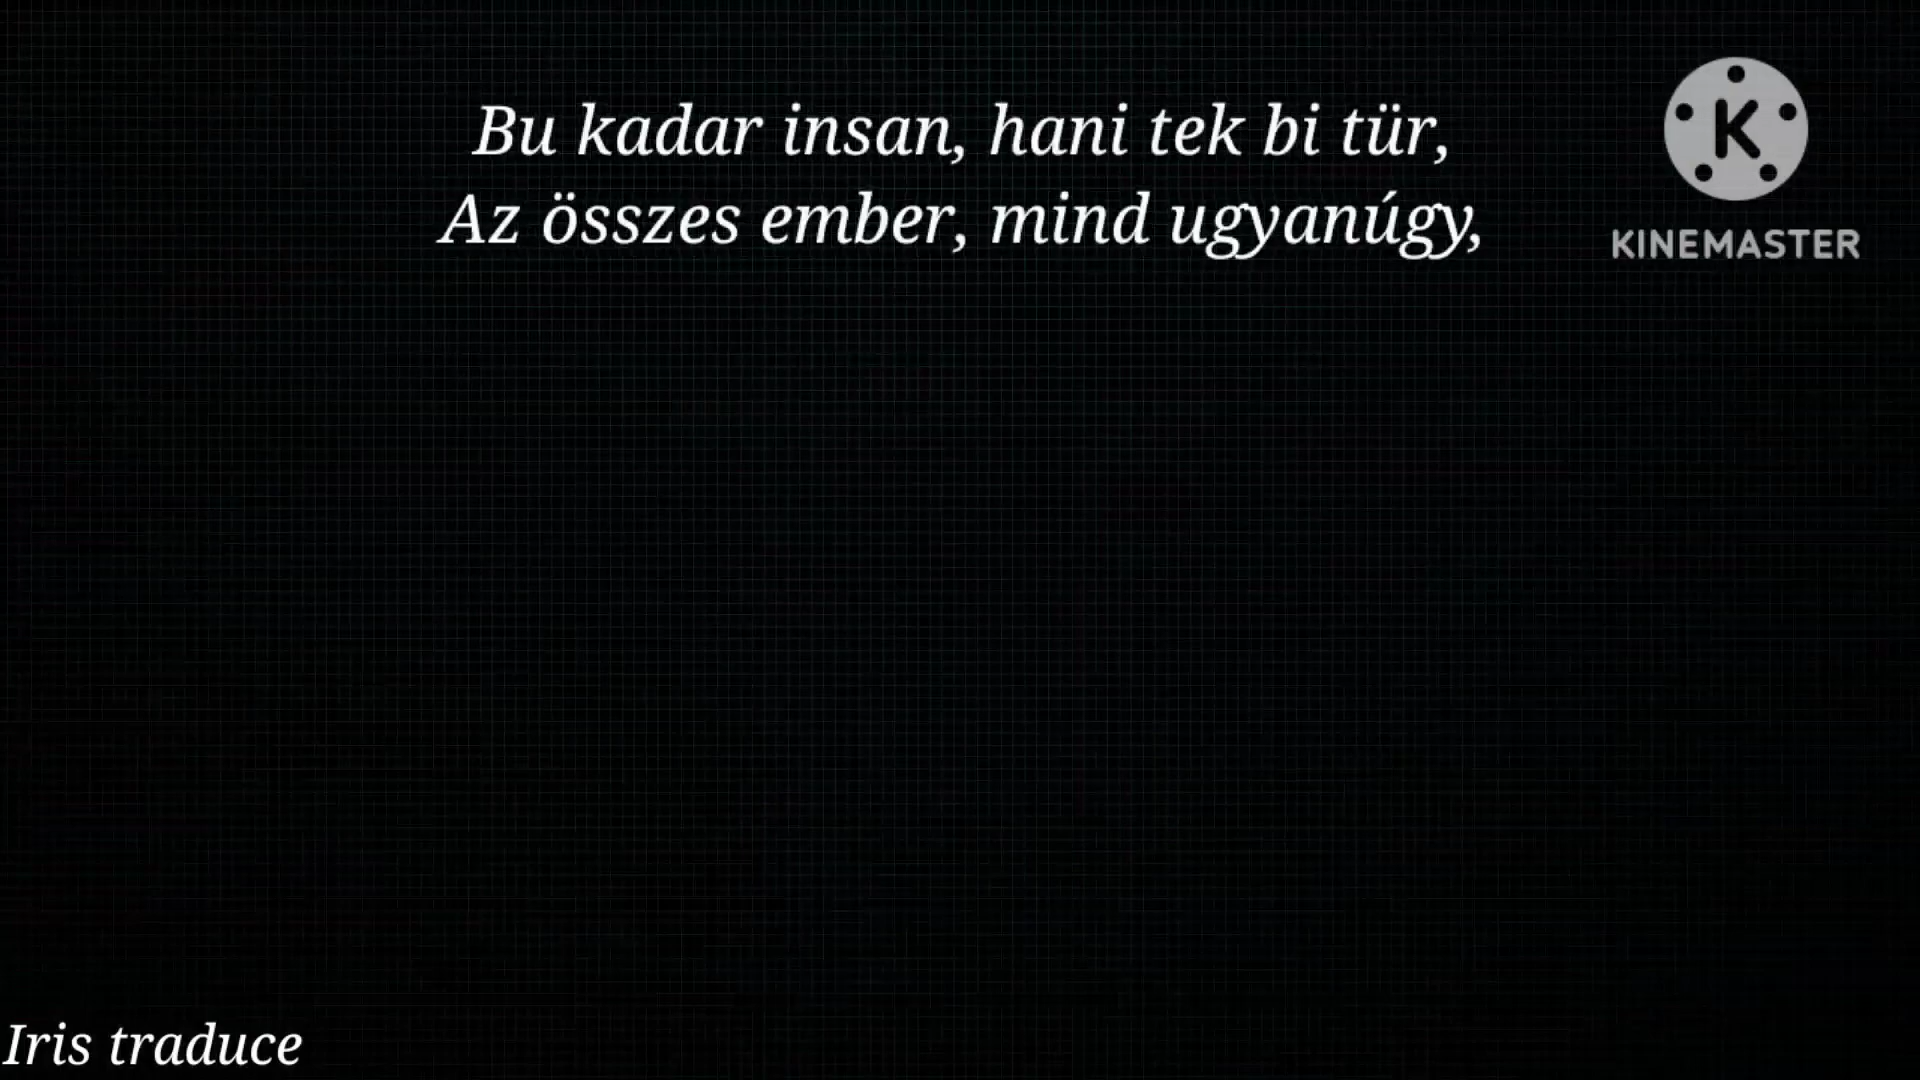 Bu kadar insan, hani tek bi tür,
Az összes ember, mind ugyanúgy,
K
KINEMASTER
Iris traduce